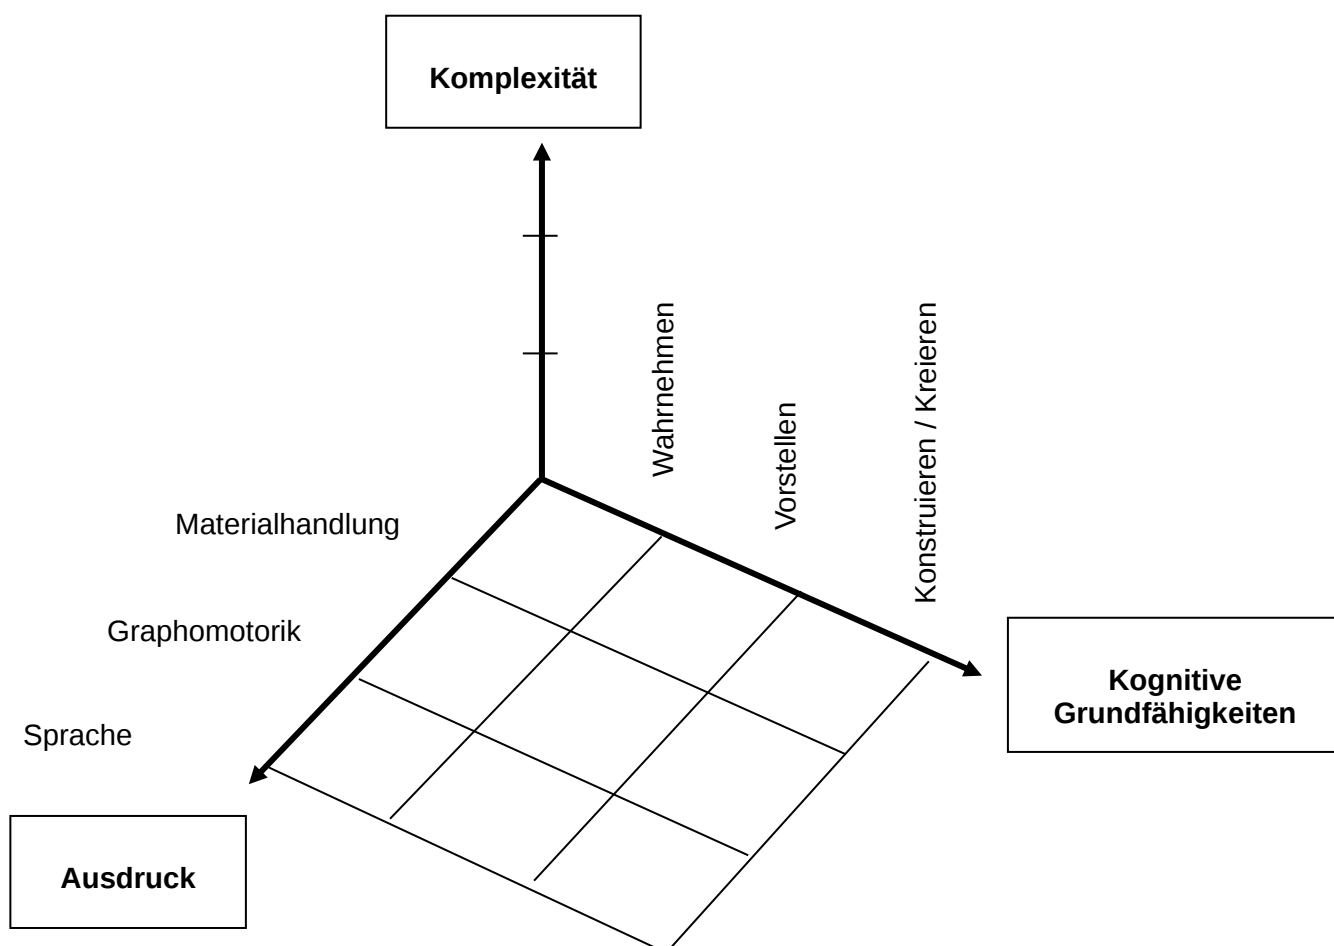 Komplexität
Wahrnehmen
Vorstellen
Konstruieren / Kreieren
Materialhandlung
Graphomotorik
Sprache
Kognitive
Grundfähigkeiten
Ausdruck